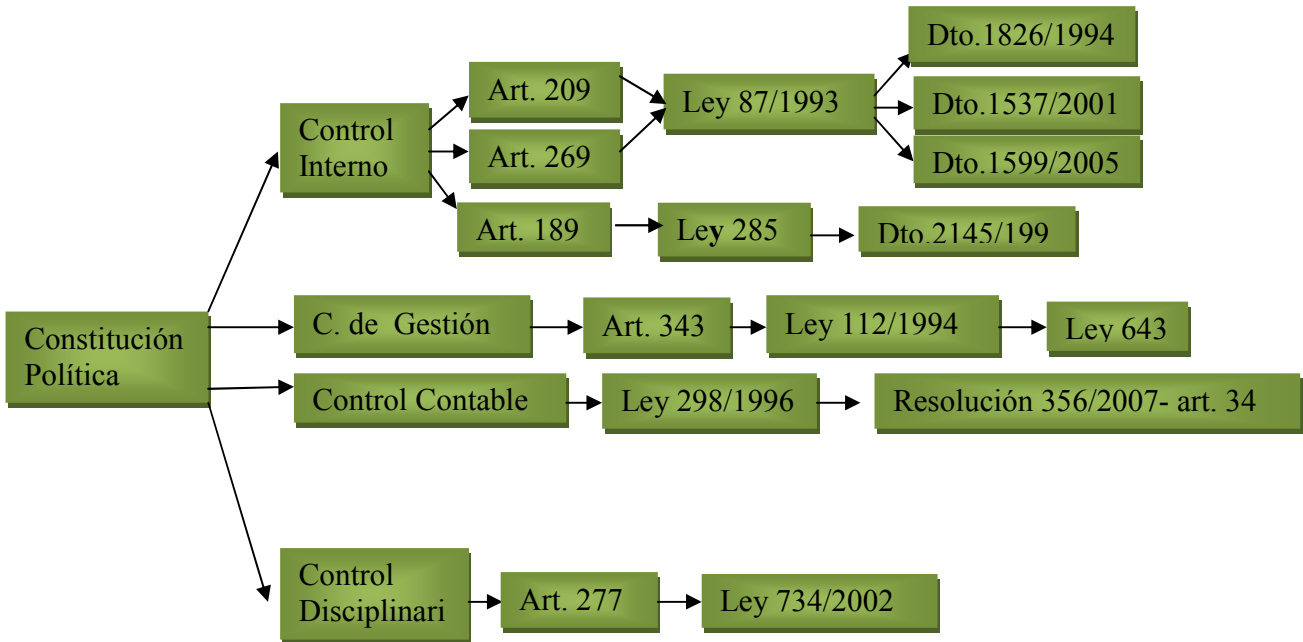 Constitución
Política
Control
Interno
Art. 209
Art. 269
Art. 189
Ley 87/1993
Dto.1826/1994
Dto.1537/2001
Dto.1599/2005
Ley 285
Dto.2145/199
C. de Gestión
Art. 343
Ley 112/1994
Ley 643
Control Contable
Ley 298/1996
Resolución 356/2007- art. 34
Control
Disciplinari
Art. 277
Ley 734/2002